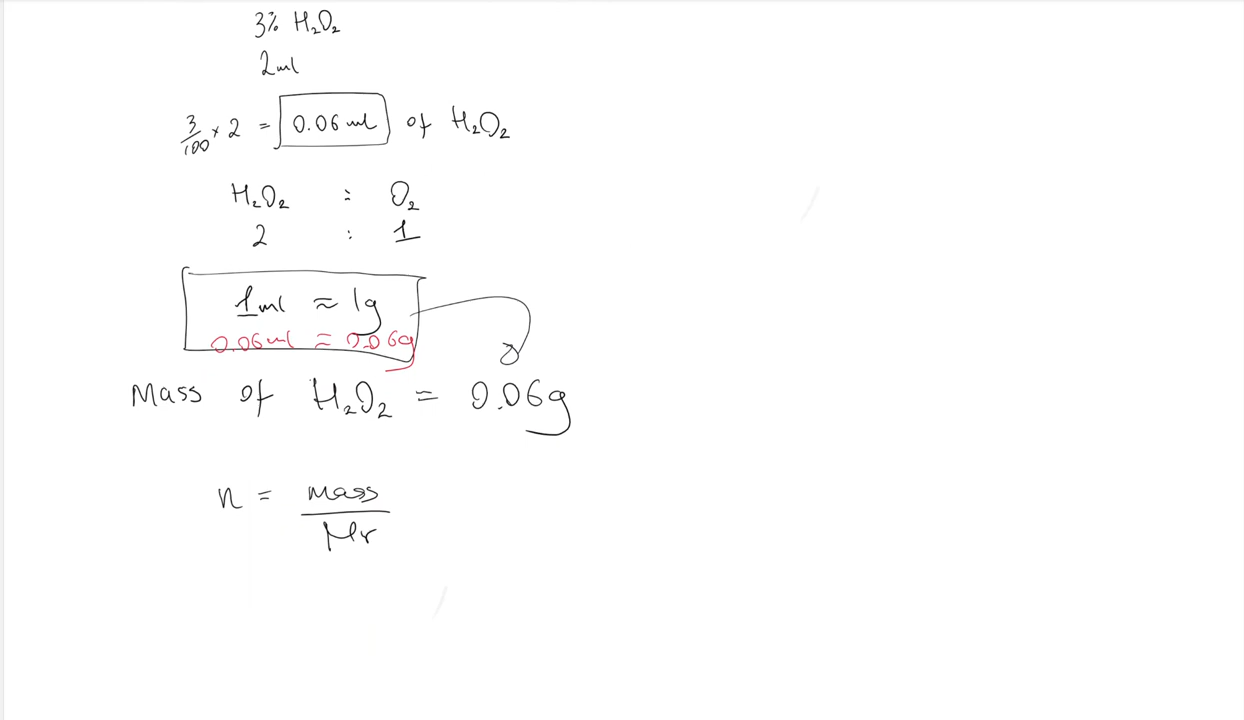 3% H₂O₂
2ml
3/100 × 2 = 0.06 ml of H₂O₂
H₂O₂ : O₂
2 : 1
1ml ≈ 1g
0.06ml ≈ 0.06g
Mass of H₂O₂ = 0.06g
n = mass / Mr